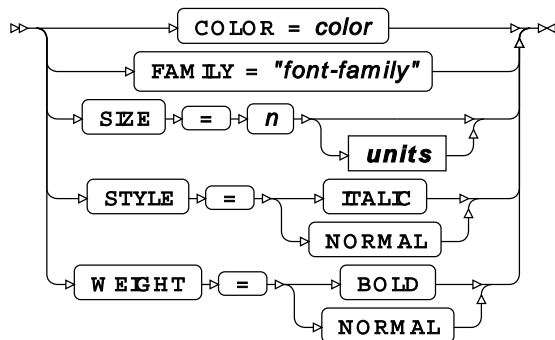 COLOR = color
FAMILY = "font-family"
SIZE = n
units
STYLE = ITALIC
NORMAL
WEIGHT = BOLD
NORMAL